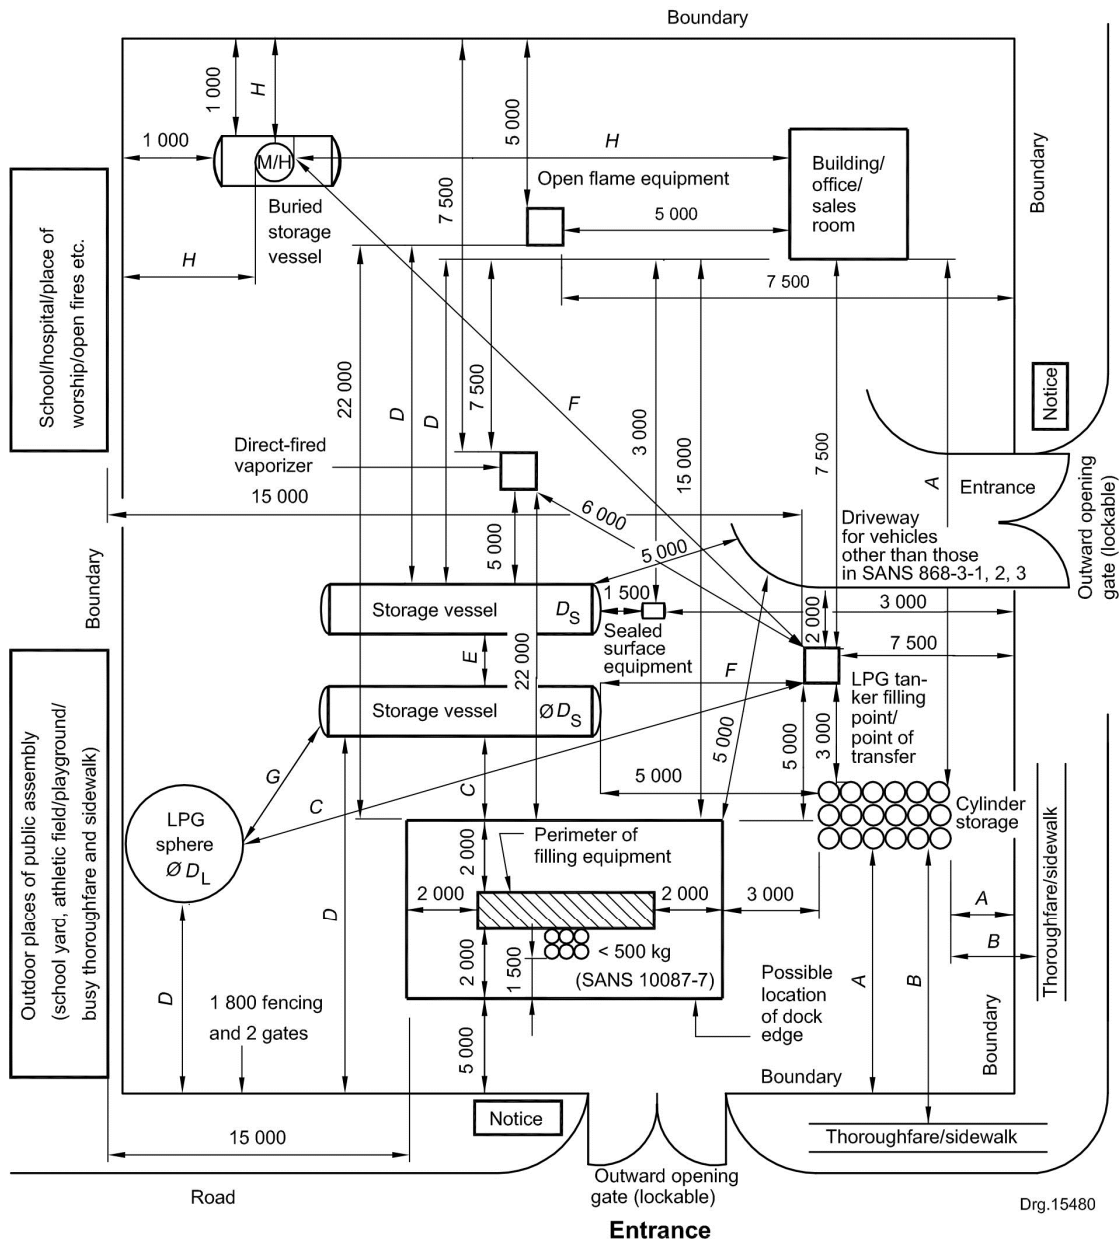 Boundary
1 000
H
5 000
7 500
1 000
M/H
H
Building/
office/
sales
room
Boundary
Open flame equipment
Buried
storage
vessel
5 000
School/hospital/place of
worship/open fires etc.
H
7 500
22 000
D
D
7 500
3 000
15 000
F
7 500
A
Notice
Direct-fired
vaporizer
Entrance
Outward opening
gate (lockable)
15 000
6 000
Driveway
for vehicles
other than those
in SANS 868-3-1, 2, 3
5 000
5 000
Boundary
Storage vessel DS
1 500
2 000
3 000
Sealed
surface
equipment
E
22 000
7 500
F
LPG tan-
ker filling
point/
point of
transfer
Storage vessel Ø DS
5 000
5 000
3 000
Outdoor places of public assembly
(school yard, athletic field/playground/
busy thoroughfare and sidewalk)
G
C
C
5 000
LPG
sphere
Ø DL
Cylinder
storage
Perimeter of
filling equipment
2 000
2 000
2 000
3 000
A
B
Thoroughfare/sidewalk
D
D
2 000
1 500
< 500 kg
(SANS 10087-7)
A
B
Possible
location
of dock
edge
1 800 fencing
and 2 gates
5 000
Boundary
Boundary
Notice
15 000
Thoroughfare/sidewalk
Road
Outward opening
gate (lockable)
Entrance
Drg.15480